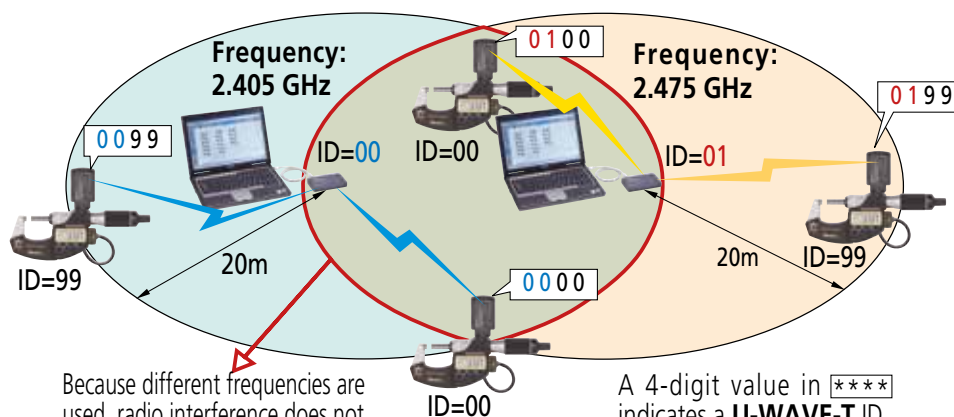 Frequency:
2.405 GHz
0100
Frequency:
2.475 GHz
0199
0099
ID=00
ID=00
ID=01
20m
20m
ID=99
ID=99
0000
ID=00
Because different frequencies are
used, radio interference does not
A 4-digit value in ****
indicates a U-WAVE-T ID